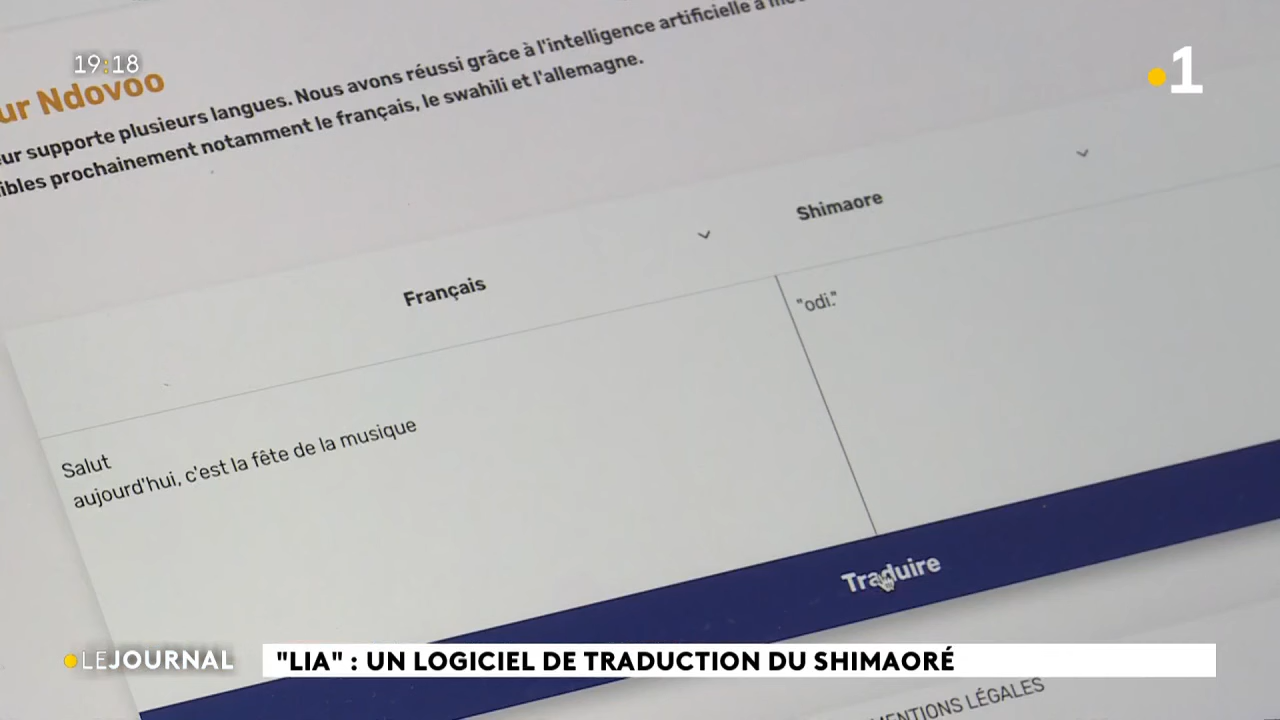 19:18
1
ur Ndovoo
ur supporte plusieurs langues. Nous avons réussi grâce à l'intelligence artificielle à
ibles prochainement notamment le français, le swahili et l'allemagne.
Français
Shimaore
Salut
aujourd'hui, c'est la fête de la musique
"odi."
Traduire
LEJOURNAL
"LIA" : UN LOGICIEL DE TRADUCTION DU SHIMAORÉ
MENTIONS LÉGALES